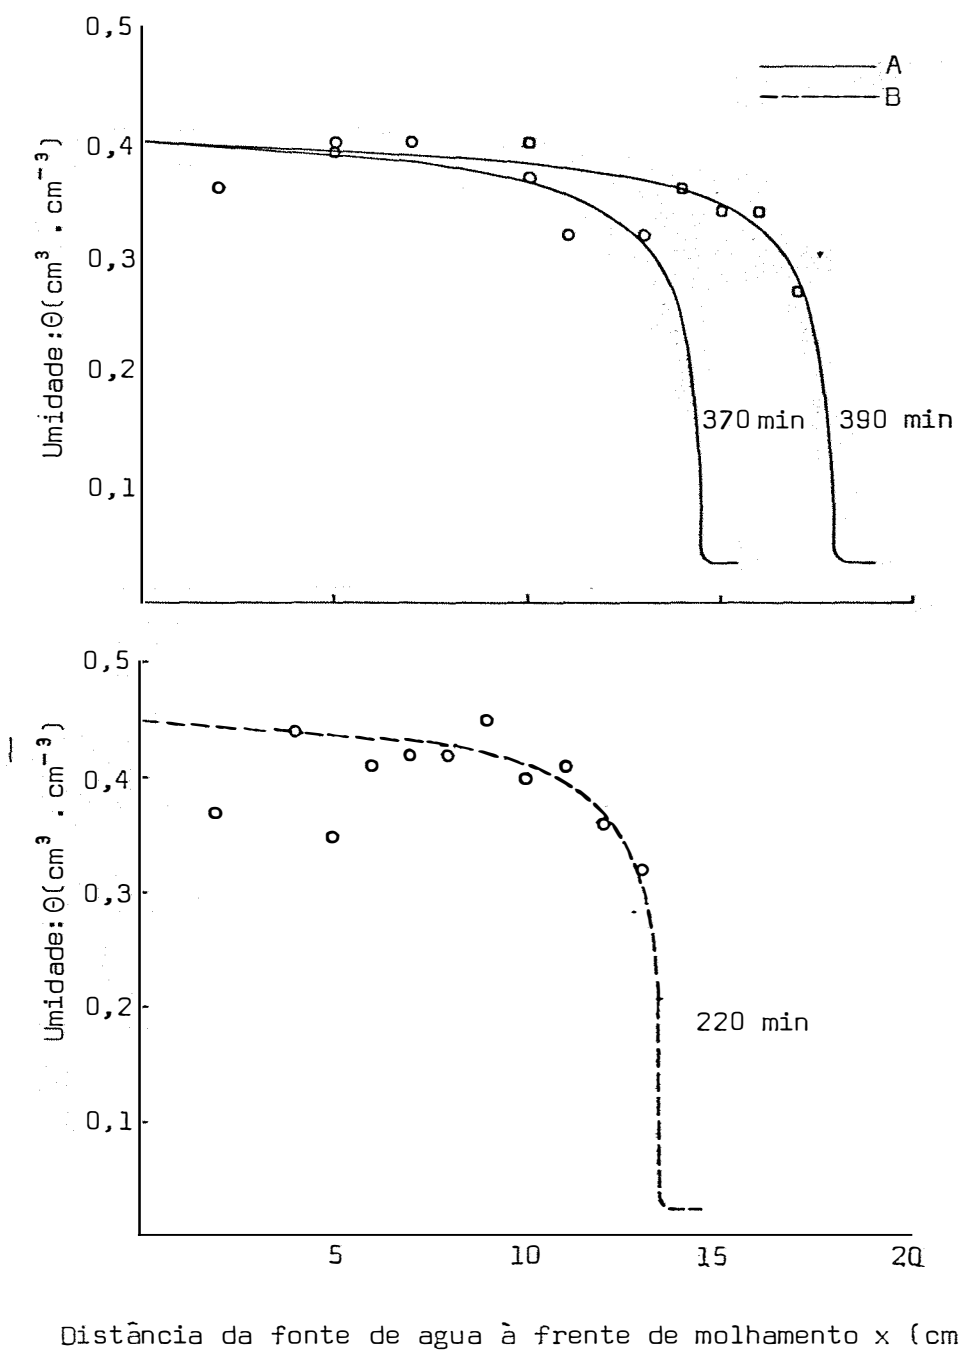 0,5
A
B
0,4
0,3
0,2
0,1
Umidade:Θ(cm³ . cm⁻³)
370 min
390 min
0,5
0,4
0,3
0,2
0,1
Umidade:Θ(cm³ . cm⁻³)
220 min
5 10 15 20
Distância da fonte de agua à frente de molhamento x (cm